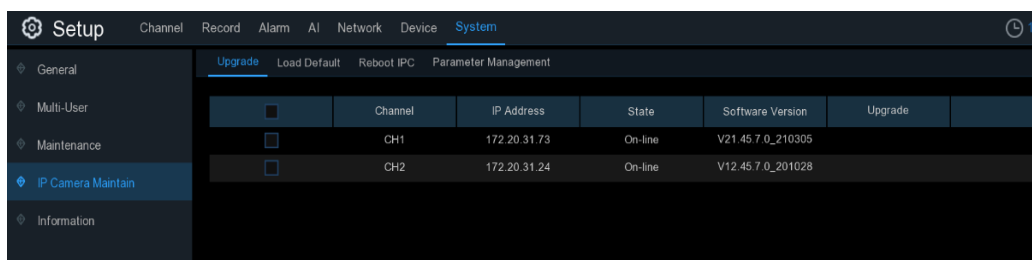 Setup Channel Record Alarm AI Network Device System
General
Upgrade Load Default Reboot IPC Parameter Management
Multi-User
Channel IP Address State Software Version Upgrade
Maintenance
CH1 172.20.31.73 On-line V21.45.7.0_210305
CH2 172.20.31.24 On-line V12.45.7.0_201028
IP Camera Maintain
Information